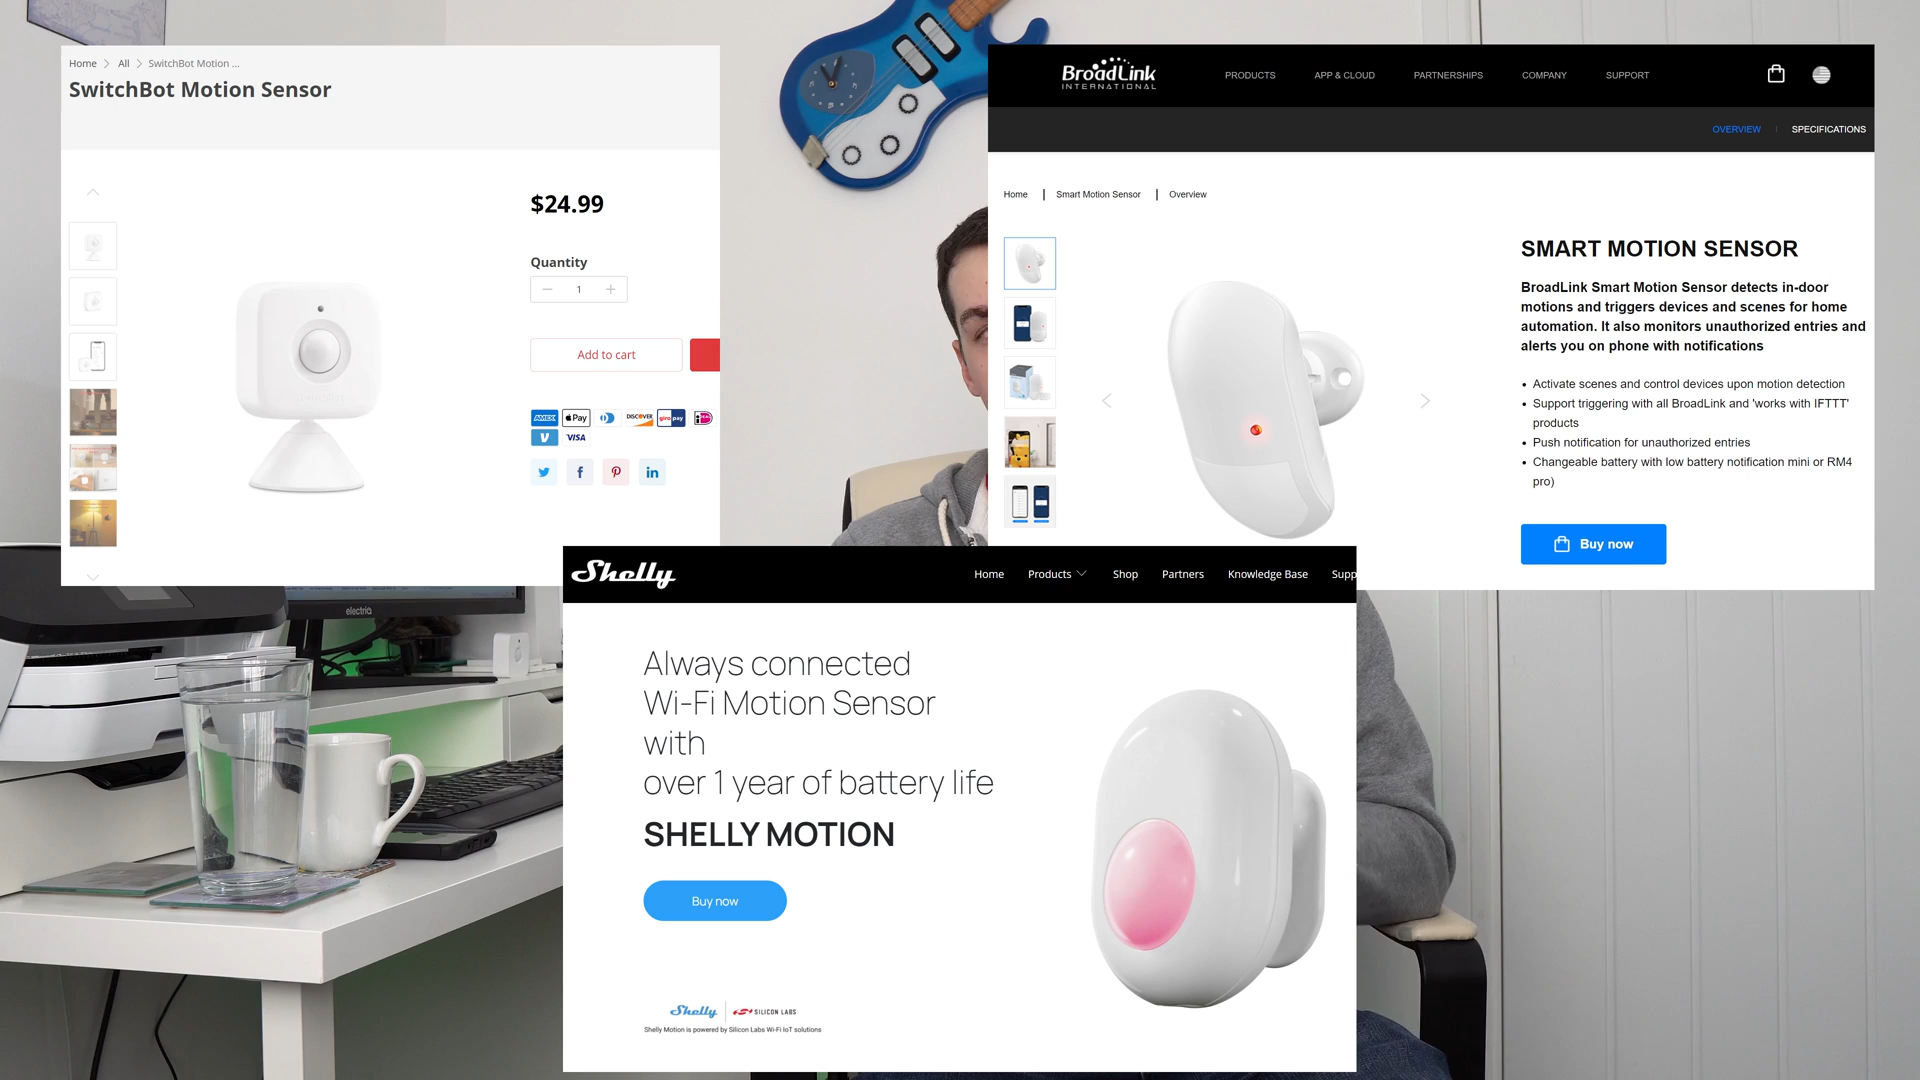 Home > All > SwitchBot Motion ...
SwitchBot Motion Sensor
$24.99
Quantity
1
Add to cart
AMEX Pay DISCOVER giropay
V VISA
BroadLink
INTERNATIONAL
PRODUCTS APP & CLOUD PARTNERSHIPS COMPANY SUPPORT
OVERVIEW | SPECIFICATIONS
Home | Smart Motion Sensor | Overview
SMART MOTION SENSOR
BroadLink Smart Motion Sensor detects in-door
motions and triggers devices and scenes for home
automation. It also monitors unauthorized entries and
alerts you on phone with notifications
• Activate scenes and control devices upon motion detection
• Support triggering with all BroadLink and 'works with IFTTT'
products
• Push notification for unauthorized entries
• Changeable battery with low battery notification mini or RM4
pro)
Buy now
electriq
Shelly
Home Products Shop Partners Knowledge Base Supp
Always connected
Wi-Fi Motion Sensor
with
over 1 year of battery life
SHELLY MOTION
Buy now
Shelly | SILICON LABS
Shelly Motion is powered by Silicon Labs Wi-Fi IoT solutions